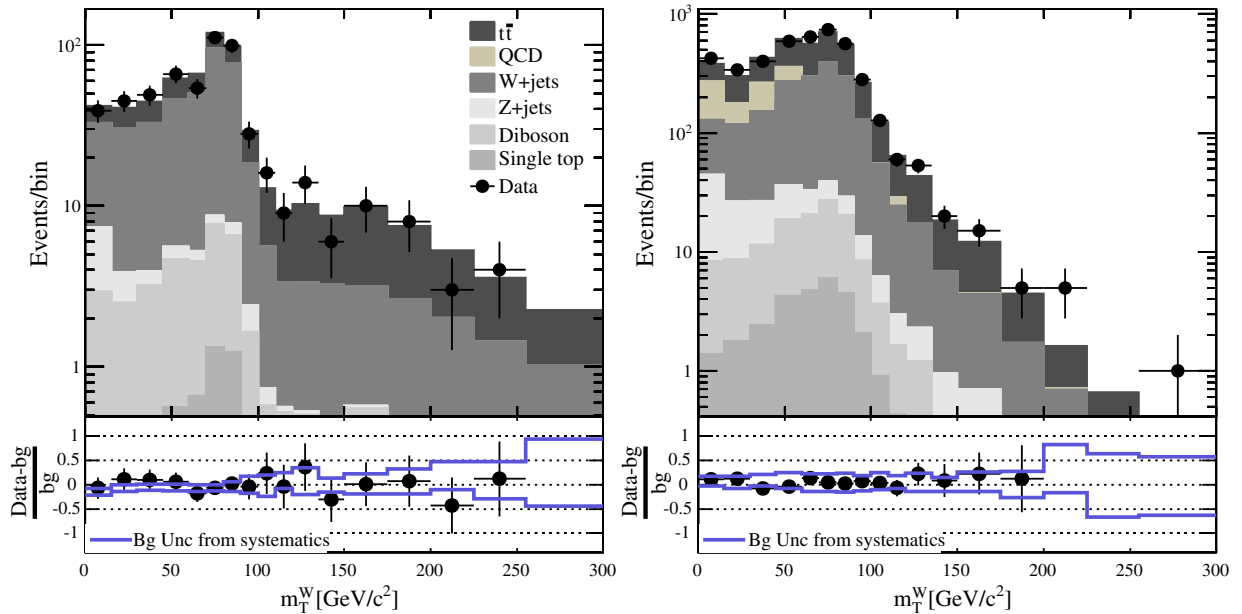 10²
10
1
Events/bin
tt̄
QCD
W+jets
Z+jets
Diboson
Single top
Data
1
0.5
0
-0.5
-1
Data-bg
bg
Bg Unc from systematics
0 50 100 150 200 250 300
m_T^W [GeV/c²]
10³
10²
10
1
Events/bin
1
0.5
0
-0.5
-1
Data-bg
bg
Bg Unc from systematics
0 50 100 150 200 250 300
m_T^W [GeV/c²]